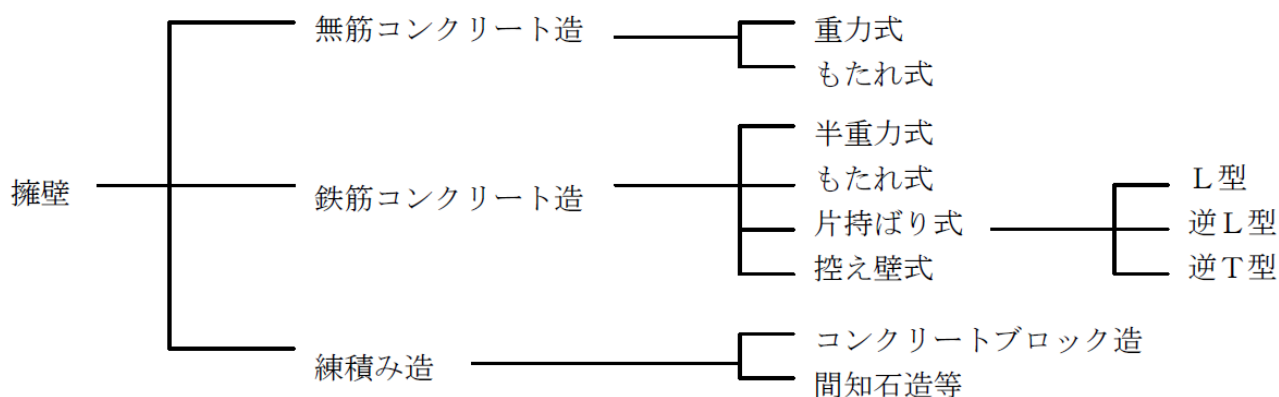 擁壁
無筋コンクリート造
重力式
もたれ式
鉄筋コンクリート造
半重力式
もたれ式
片持ばり式
控え壁式
Ｌ型
逆Ｌ型
逆Ｔ型
練積み造
コンクリートブロック造
間知石造等